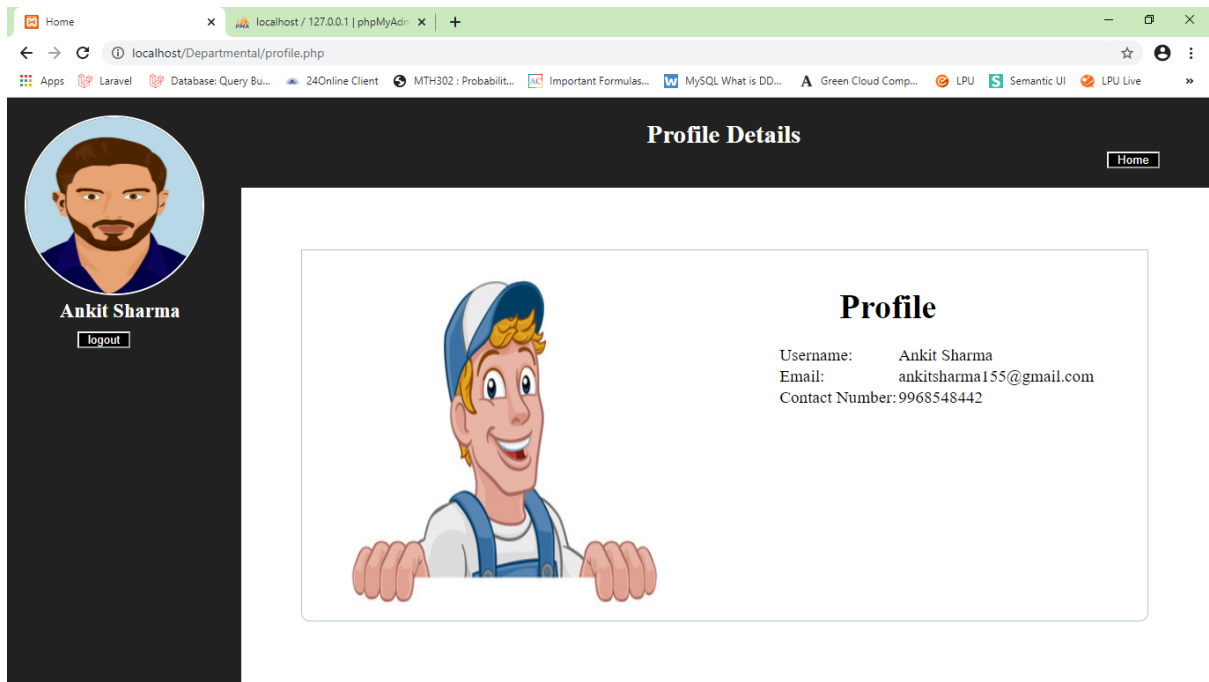 Home
localhost / 127.0.0.1 | phpMyAdm
localhost/Departmental/profile.php
Apps Laravel Database: Query Bu... 24Online Client MTH302 : Probabilit... Important Formulas... MySQL What is DD... A Green Cloud Comp... LPU S Semantic UI LPU Live »
Profile Details
Home
Ankit Sharma
logout
Profile
Username: Ankit Sharma
Email: ankitsharma155@gmail.com
Contact Number: 9968548442